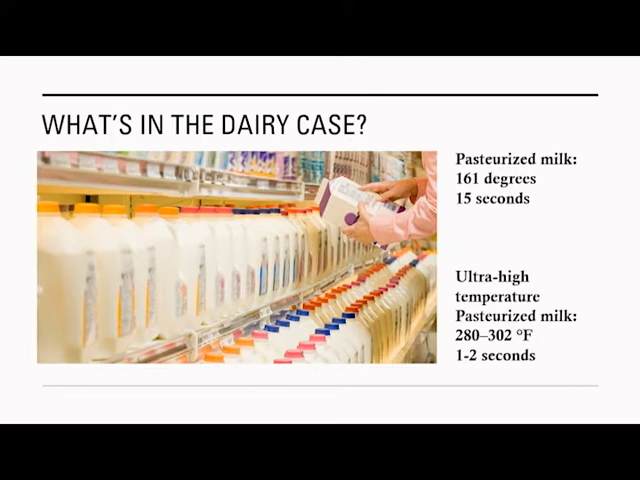 WHAT'S IN THE DAIRY CASE?
Pasteurized milk:
161 degrees
15 seconds
Ultra-high
temperature
Pasteurized milk:
280–302 °F
1-2 seconds